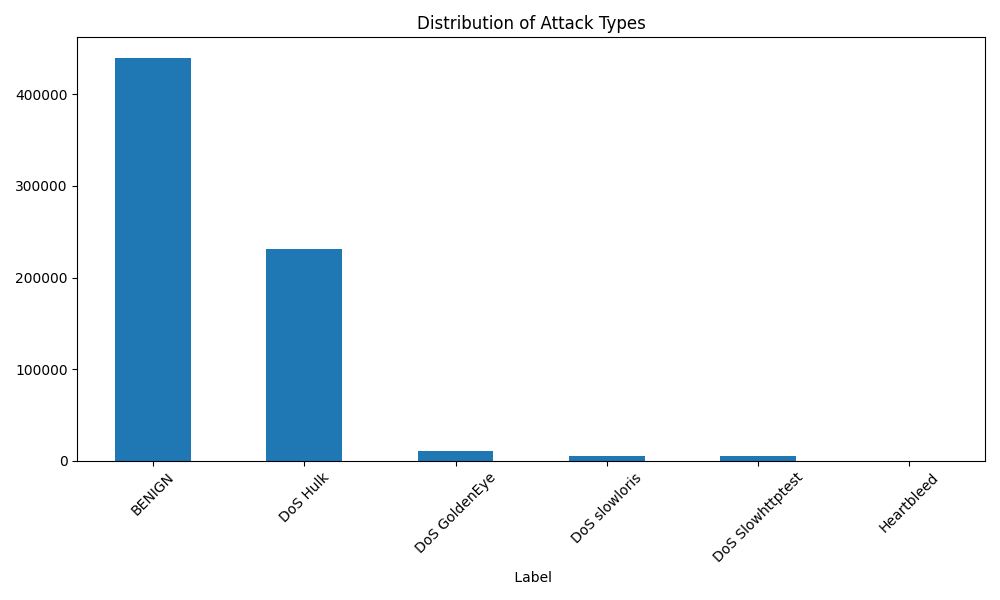 Distribution of Attack Types
400000
300000
200000
100000
0
BENIGN
DoS Hulk
DoS GoldenEye
DoS slowloris
DoS Slowhttptest
Heartbleed
Label